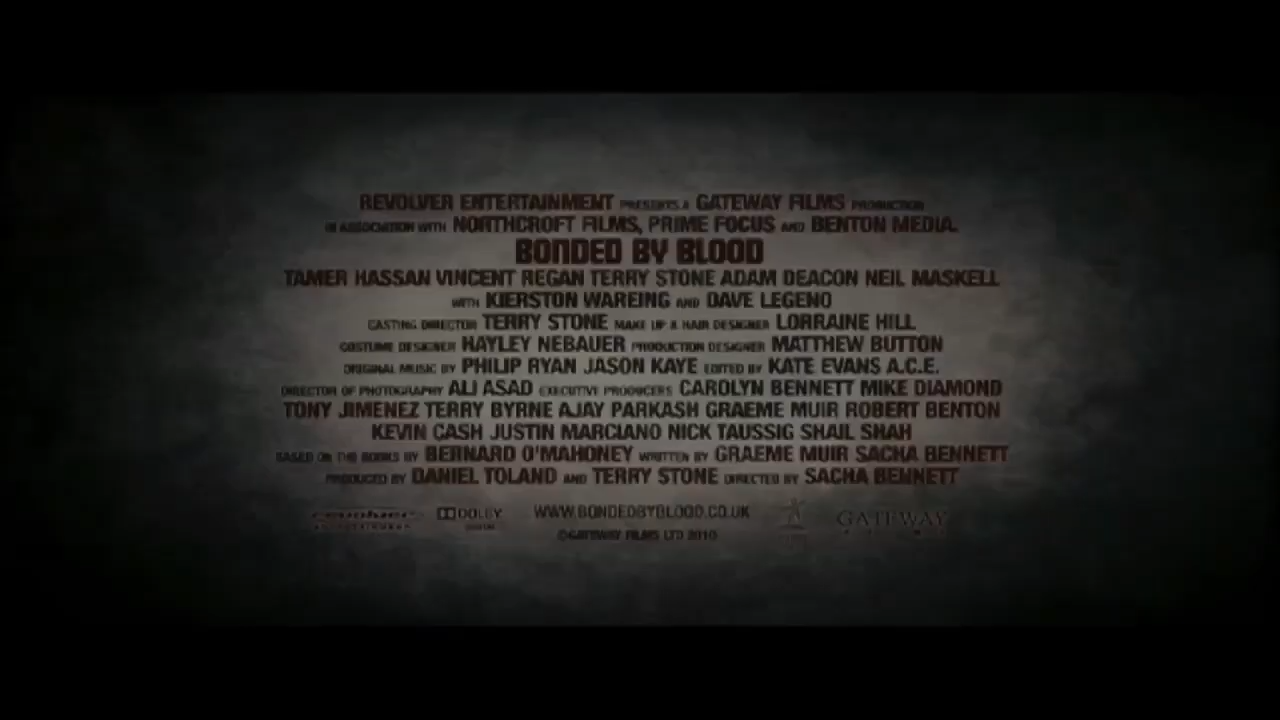 REVOLVER ENTERTAINMENT PRESENTS A GATEWAY FILMS PRODUCTION
IN ASSOCIATION WITH NORTHCROFT FILMS, PRIME FOCUS AND BENTON MEDIA.
BONDED BY BLOOD
TAMER HASSAN VINCENT REGAN TERRY STONE ADAM DEACON NEIL MASKELL
WITH KIERSTON WAREING AND DAVE LEGENO
CASTING DIRECTOR TERRY STONE MAKE UP & HAIR DESIGNER LORRAINE HILL
COSTUME DESIGNER HAYLEY NEBAUER PRODUCTION DESIGNER MATTHEW BUTTON
ORIGINAL MUSIC BY PHILIP RYAN JASON KAYE EDITED BY KATE EVANS A.C.E.
DIRECTOR OF PHOTOGRAPHY ALI ASAD EXECUTIVE PRODUCERS CAROLYN BENNETT MIKE DIAMOND
TONY JIMENEZ TERRY BYRNE AJAY PARKASH GRAEME MUIR ROBERT BENTON
KEVIN CASH JUSTIN MARCIANO NICK TAUSSIG SHAIL SHAH
BASED ON THE BOOKS BY BERNARD O'MAHONEY WRITTEN BY GRAEME MUIR SACHA BENNETT
PRODUCED BY DANIEL TOLAND AND TERRY STONE DIRECTED BY SACHA BENNETT
revolver DOLBY WWW.BONDEDBYBLOOD.CO.UK GATEWAY
©GATEWAY FILMS LTD 2010